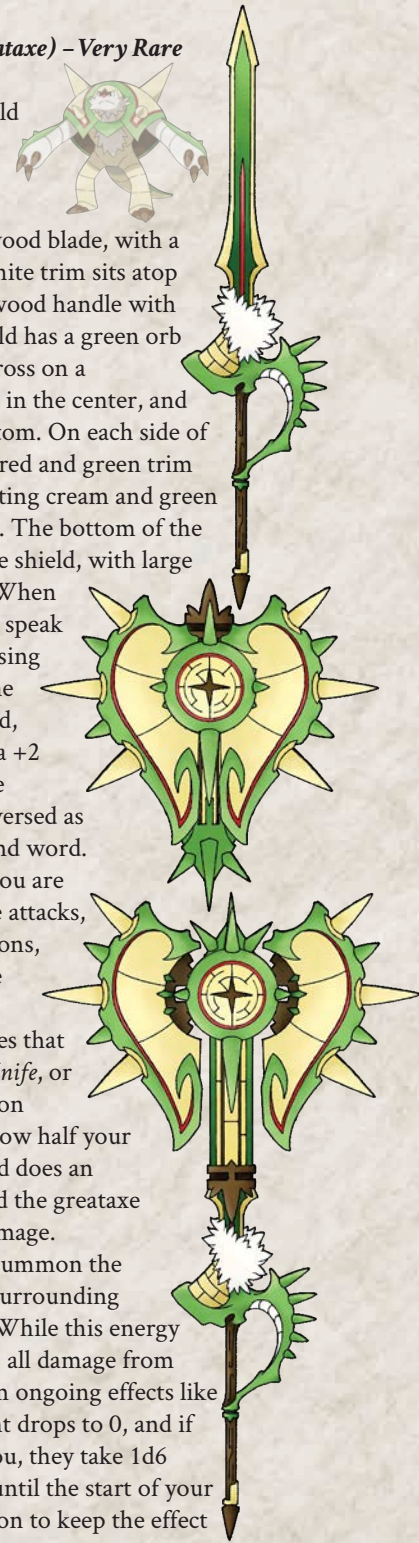 ataxe) – Very Rare
ld
wood blade, with a
hite trim sits atop
wood handle with
ld has a green orb
ross on a
in the center, and
tom. On each side of
red and green trim
ting cream and green
. The bottom of the
e shield, with large
When
speak
sing
ne
d,
a +2
e
versed as
nd word.
ou are
e attacks,
ons,
e
es that
nife, or
on
ow half your
d does an
d the greataxe
mage.
ummon the
urrounding
While this energy
all damage from
n ongoing effects like
nt drops to 0, and if
ou, they take 1d6
until the start of your
on to keep the effect